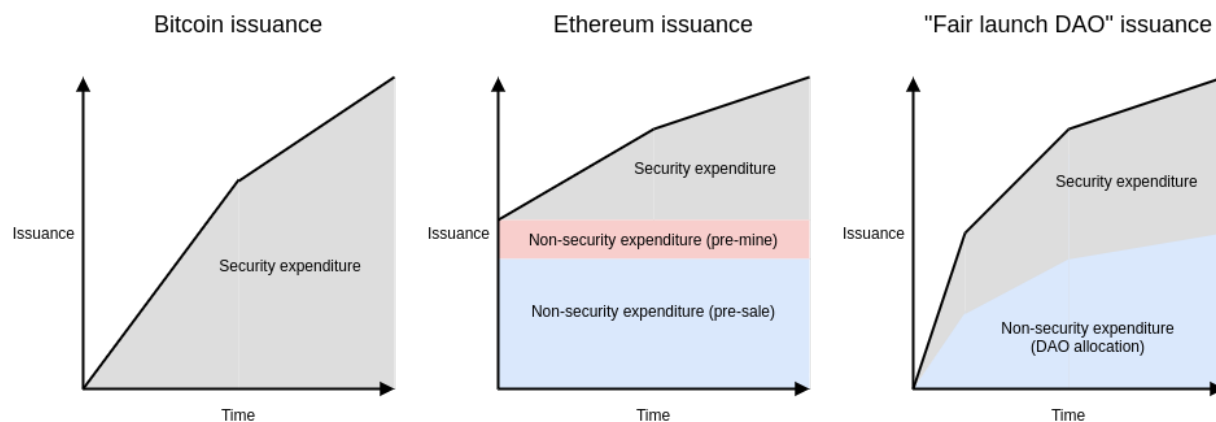 Bitcoin issuance
Issuance
Security expenditure
Time
Ethereum issuance
Issuance
Security expenditure
Non-security expenditure (pre-mine)
Non-security expenditure (pre-sale)
Time
"Fair launch DAO" issuance
Issuance
Security expenditure
Non-security expenditure
(DAO allocation)
Time